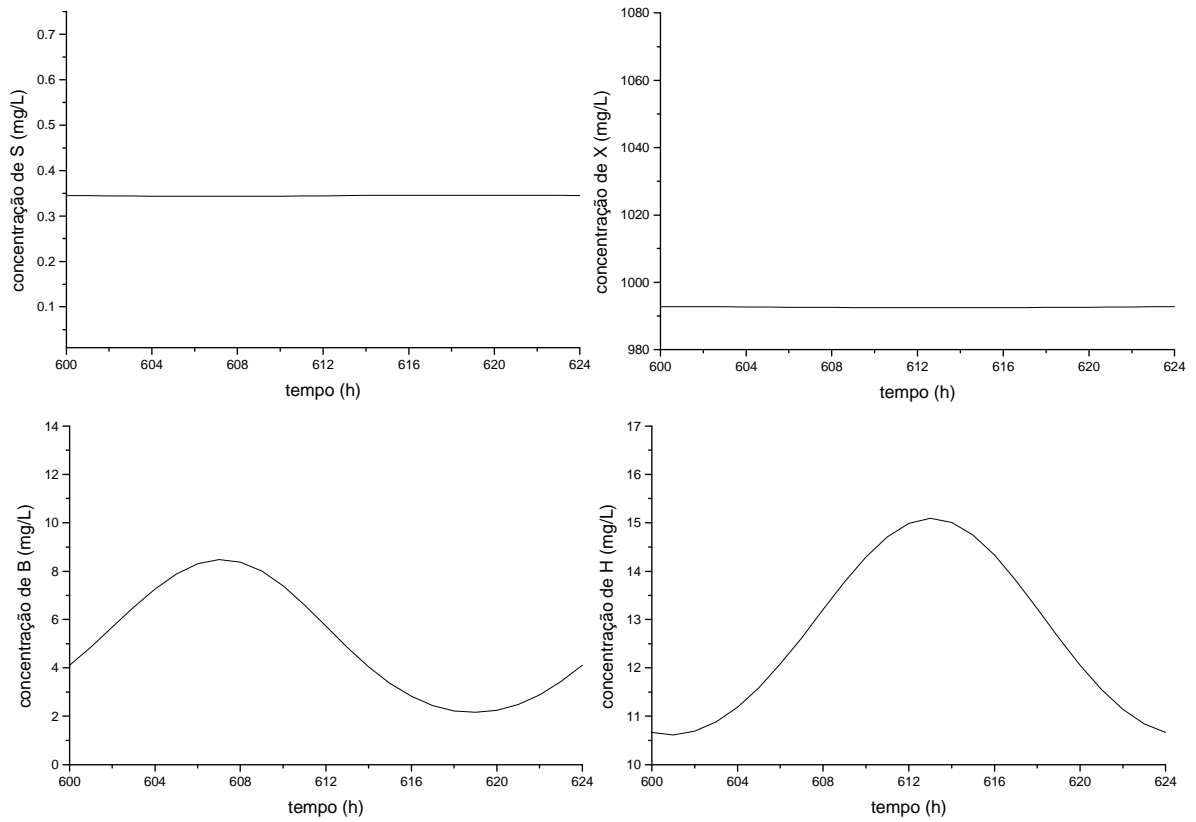 0.7
0.6
0.5
0.4
0.3
0.2
0.1
600 604 608 612 616 620 624
concentração de S (mg/L)
tempo (h)
1080
1060
1040
1020
1000
980
600 604 608 612 616 620 624
concentração de X (mg/L)
tempo (h)
14
12
10
8
6
4
2
0
600 604 608 612 616 620 624
concentração de B (mg/L)
tempo (h)
17
16
15
14
13
12
11
10
600 604 608 612 616 620 624
concentração de H (mg/L)
tempo (h)